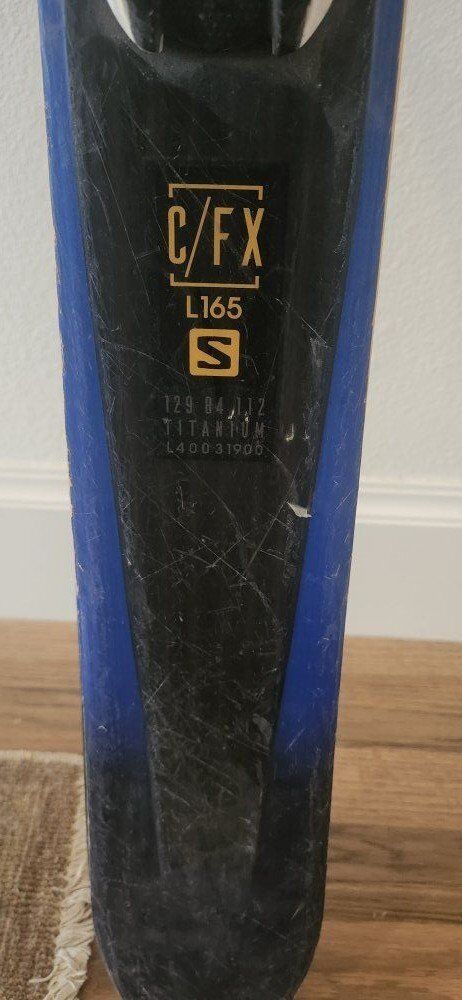 C/FX
L165
S
129 84 112
TITANIUM
L40031900